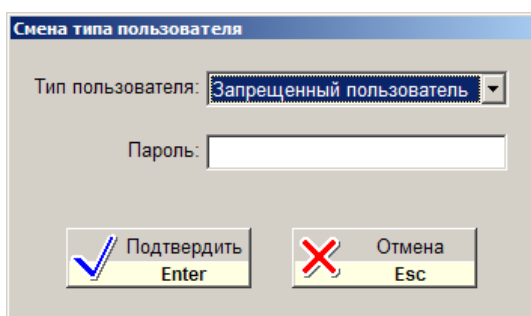 Смена типа пользователя
Тип пользователя: Запрещенный пользователь
Пароль:
Подтвердить Отмена
Enter Esc